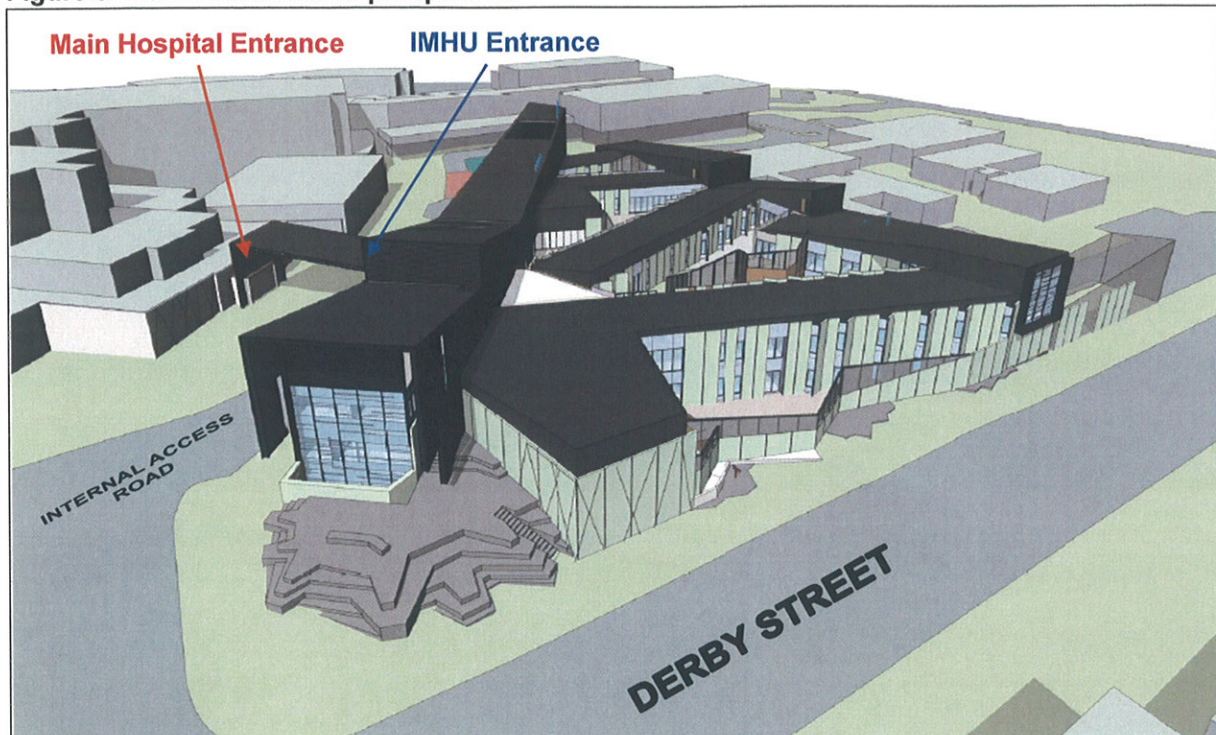 Main Hospital Entrance
IMHU Entrance
INTERNAL ACCESS
ROAD
DERBY STREET